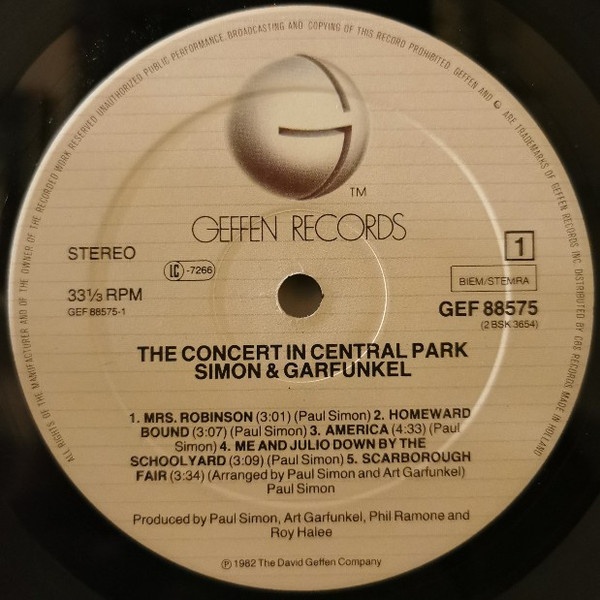 ALL RIGHTS OF THE MANUFACTURER AND OF THE OWNER OF THE RECORDED WORK RESERVED UNAUTHORIZED PUBLIC PERFORMANCE, BROADCASTING AND COPYING OF THIS RECORD PROHIBITED. GEFFEN AND G ARE TRADEMARKS OF GEFFEN RECORDS INC. DISTRIBUTED BY CBS RECORDS MADE IN HOLLAND
TM
GEFFEN RECORDS
STEREO
1
LC -7266
BIEM/STEMRA
33⅓ RPM
GEF 88575
GEF 88575-1
(2 BSK 3654)
THE CONCERT IN CENTRAL PARK
SIMON & GARFUNKEL
1. MRS. ROBINSON (3:01) (Paul Simon) 2. HOMEWARD
BOUND (3:07) (Paul Simon) 3. AMERICA (4:33) (Paul
Simon) 4. ME AND JULIO DOWN BY THE
SCHOOLYARD (3:09) (Paul Simon) 5. SCARBOROUGH
FAIR (3:34) (Arranged by Paul Simon and Art Garfunkel)
Paul Simon
Produced by Paul Simon, Art Garfunkel, Phil Ramone and
Roy Halee
℗ 1982 The David Geffen Company